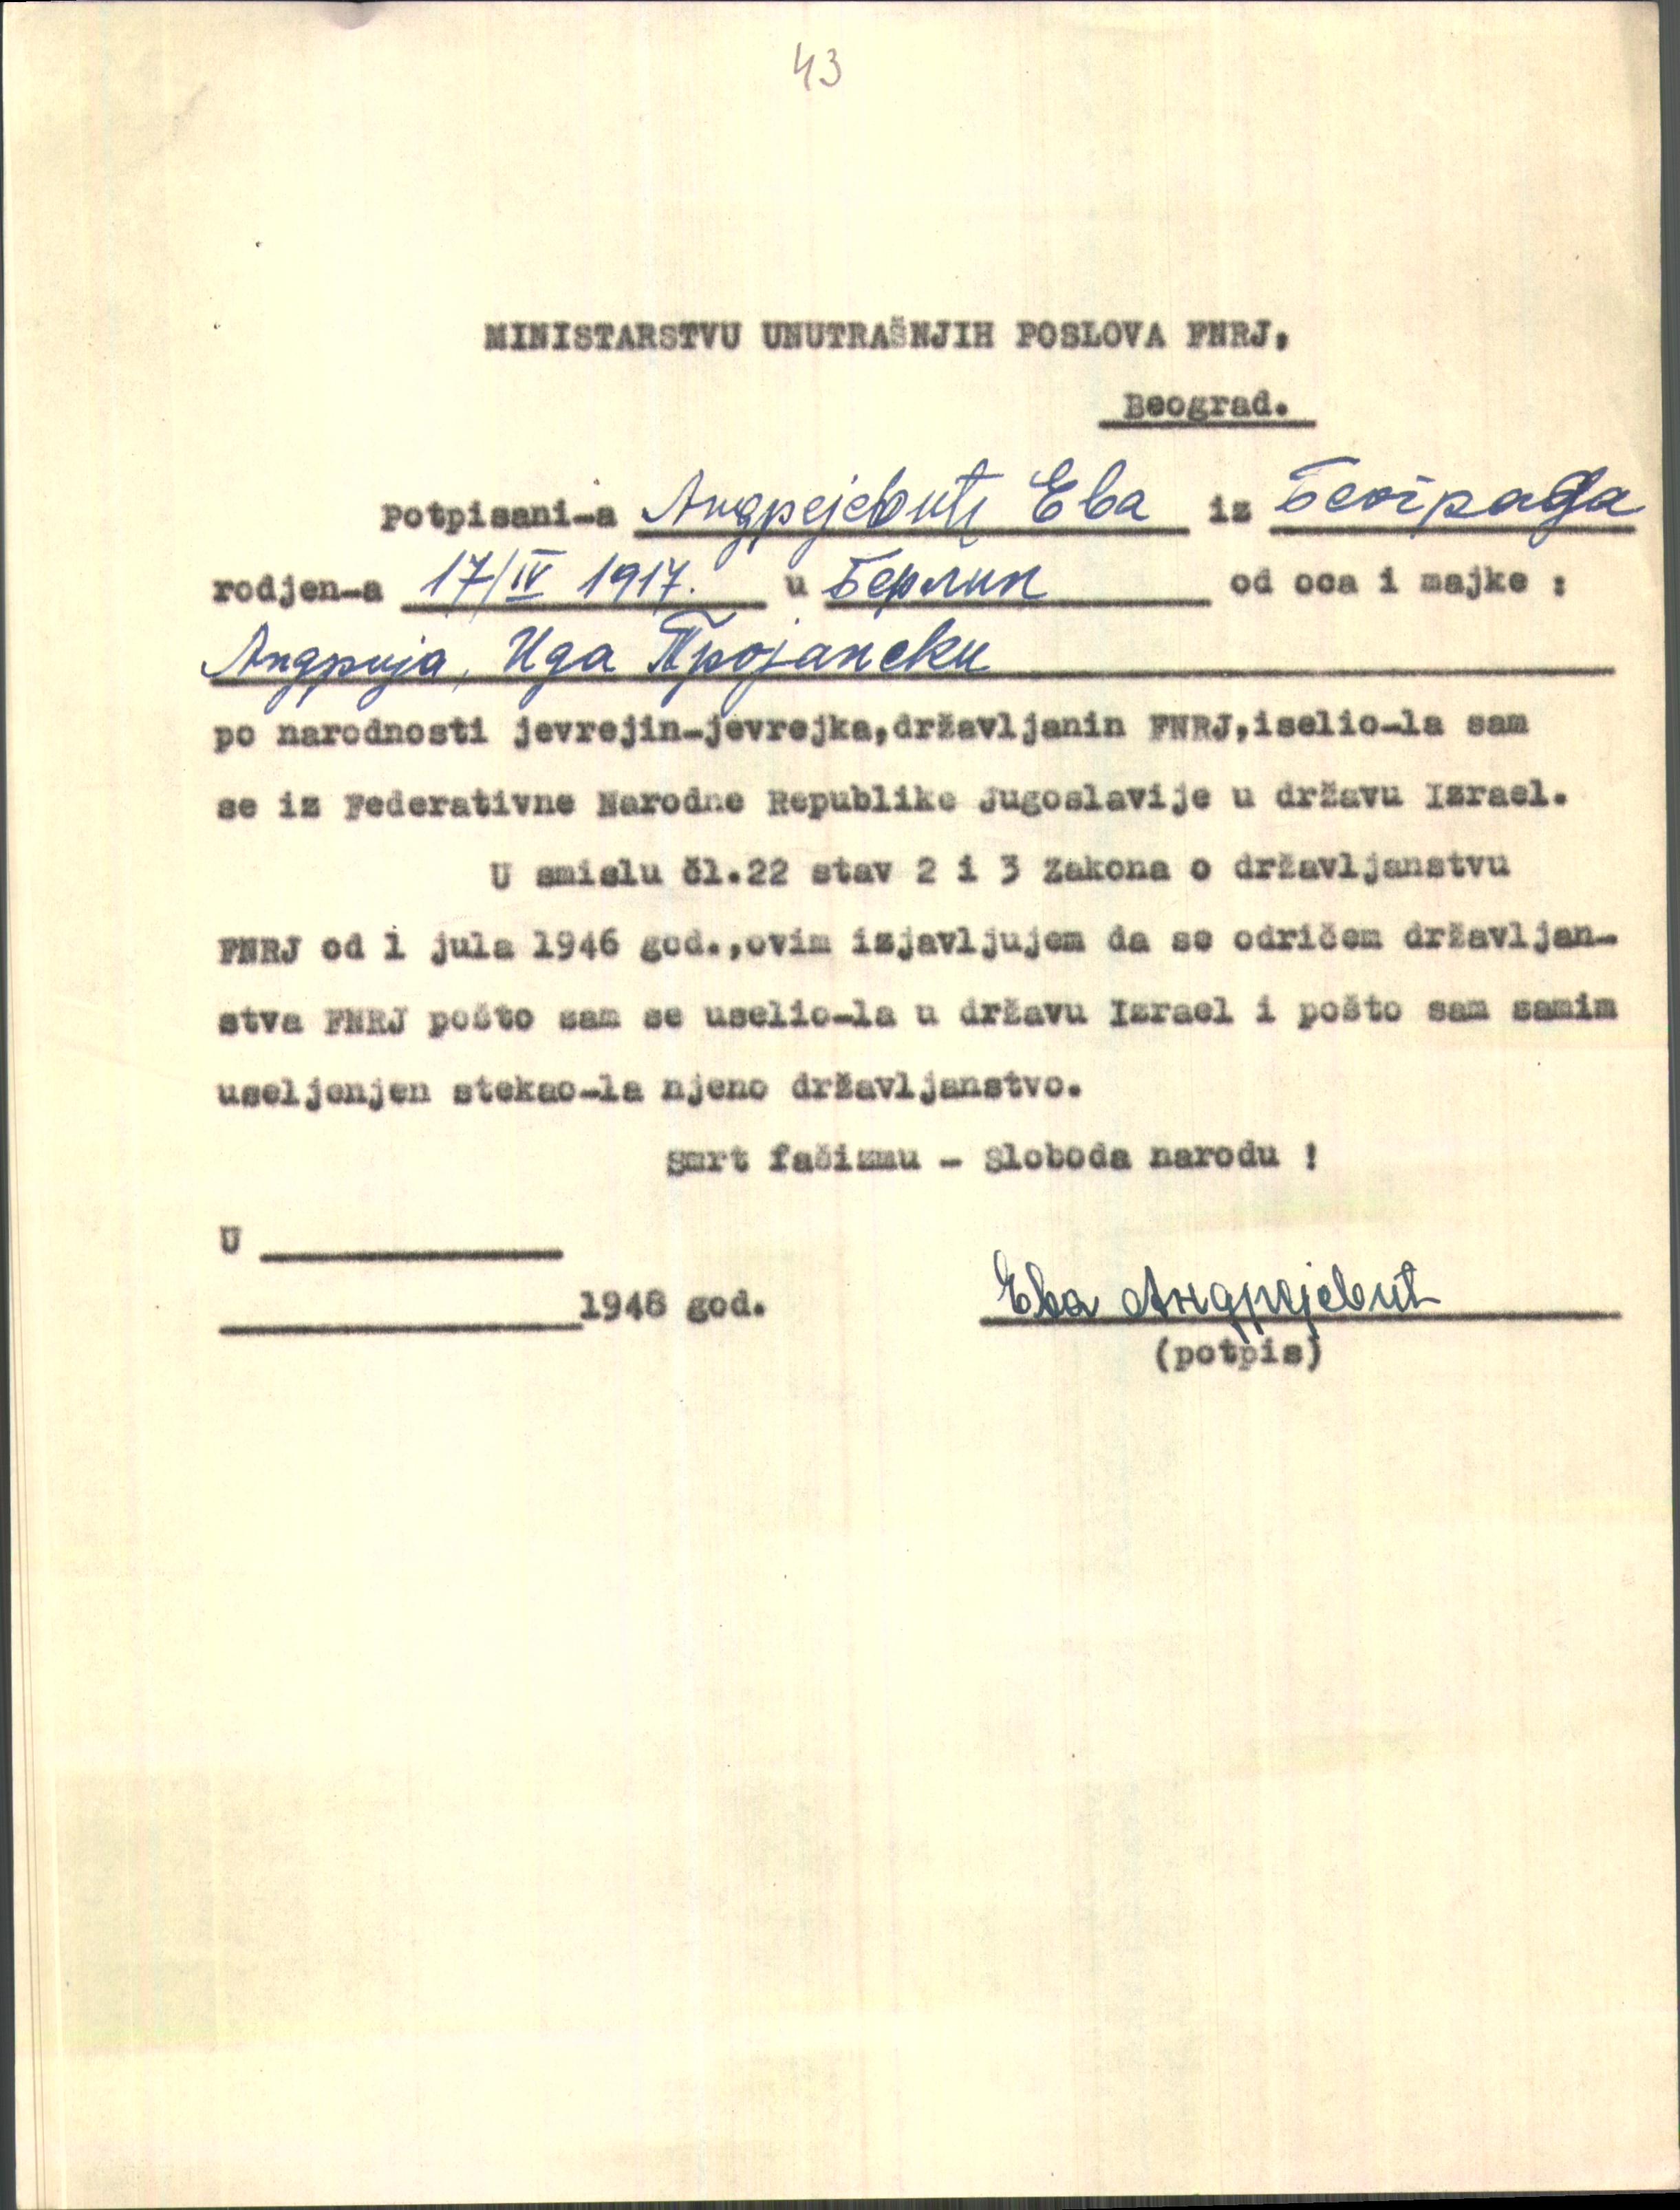 43
MINISTARSTVU UNUTRAŠNJIH POSLOVA FNRJ,
Beograd.
Potpisani-a Андрејевић Ева iz Београда
rodjen-a 17/IV 1917. u Берлин od oca i majke :
Андрија, Ида Тројански
po narodnosti jevrejin-jevrejka,državljanin FNRJ,iselio-la sam
se iz Federativne Narodne Republike Jugoslavije u državu Izrael.
U smislu čl.22 stav 2 i 3 Zakona o državljanstvu
FNRJ od 1 jula 1946 god.,ovim izjavljujem da se odričem državljan-
stva FNRJ pošto sam se uselio-la u državu Izrael i pošto sam samim
useljenjen stekao-la njeno državljanstvo.
Smrt fašizmu - Sloboda narodu !
U
1948 god. Ева Андрејевић
(potpis)